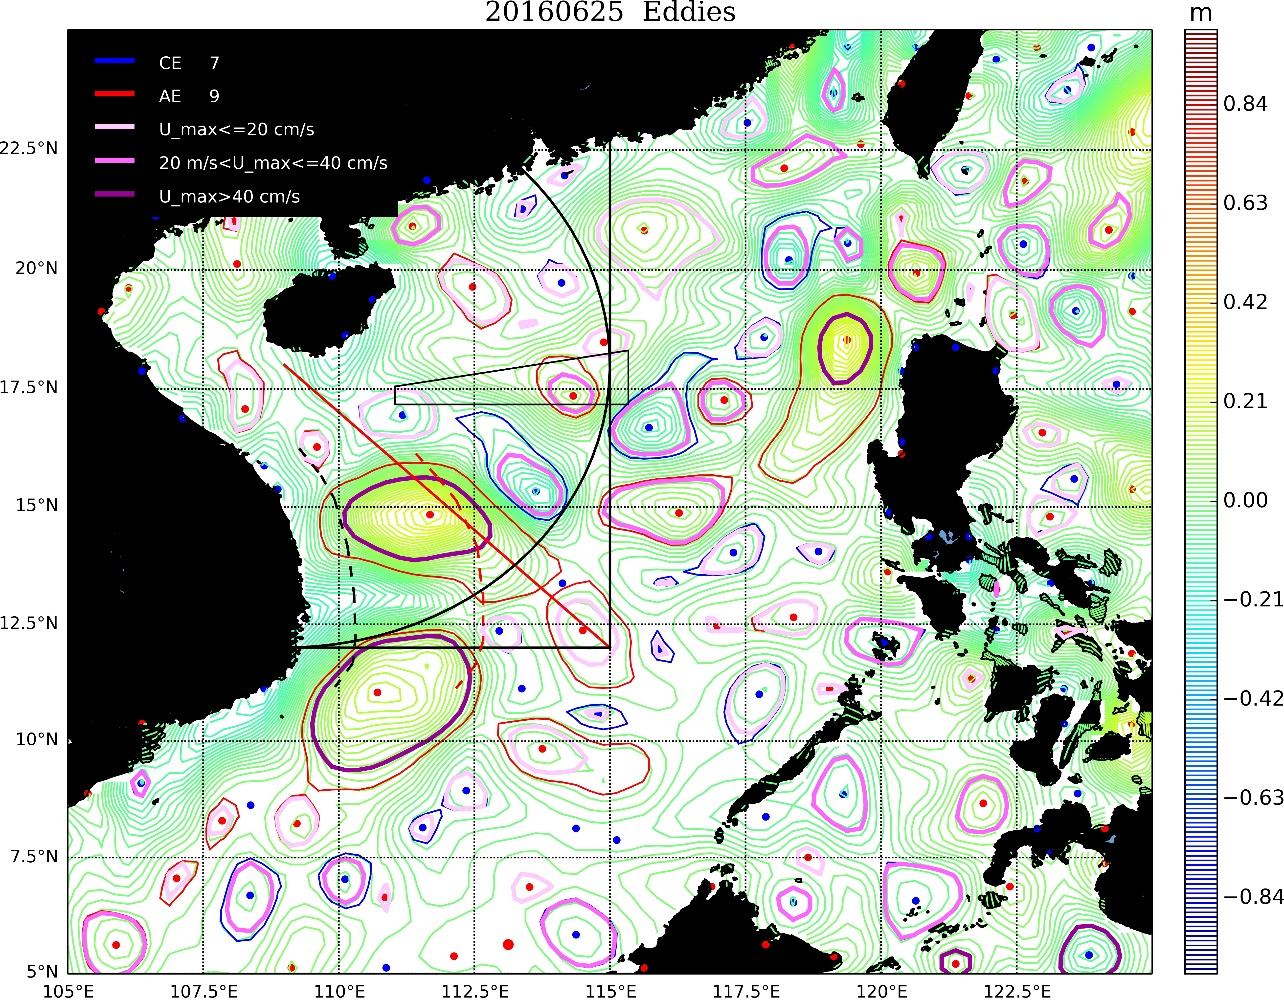 20160625 Eddies
m
CE 7
AE 9
U_max<=20 cm/s
20 m/s<U_max<=40 cm/s
U_max>40 cm/s
22.5°N
20°N
17.5°N
15°N
12.5°N
10°N
7.5°N
5°N
105°E 107.5°E 110°E 112.5°E 115°E 117.5°E 120°E 122.5°E
0.84
0.63
0.42
0.21
0.00
−0.21
−0.42
−0.63
−0.84